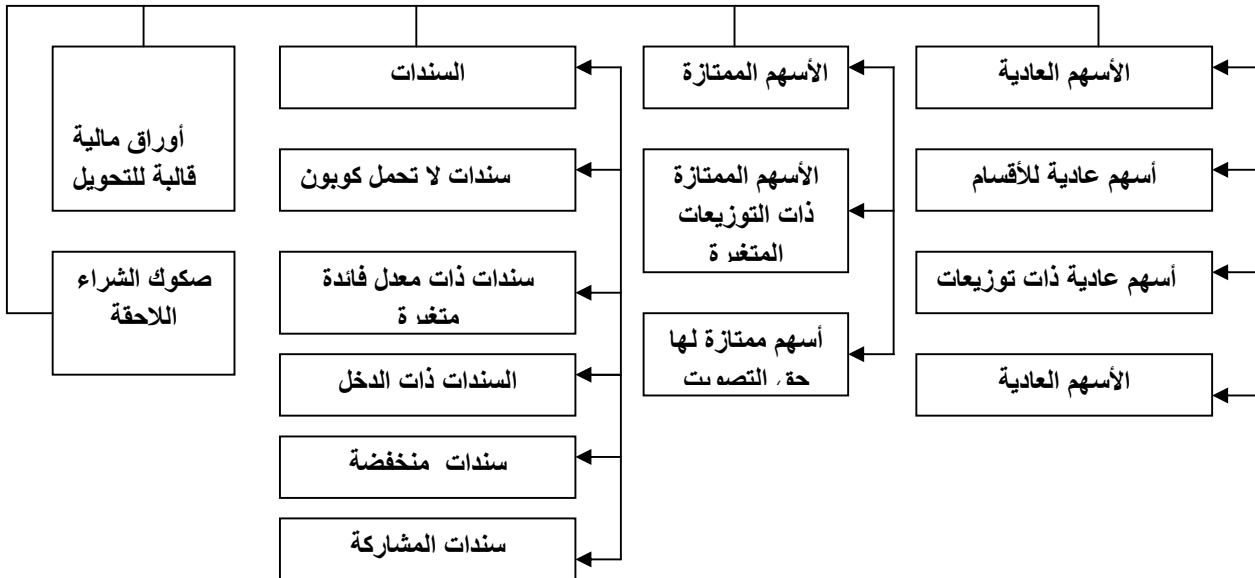 الأسهم العادية
أسهم عادية للأقسام
أسهم عادية ذات توزيعات
الأسهم العادية
الأسهم الممتازة
الأسهم الممتازة
ذات التوزيعات
المتغيرة
أسهم ممتازة لها
حق التصويت
السندات
سندات لا تحمل كوبون
سندات ذات معدل فائدة
متغيرة
السندات ذات الدخل
سندات منخفضة
سندات المشاركة
أوراق مالية
قالبة للتحويل
صكوك الشراء
اللاحقة